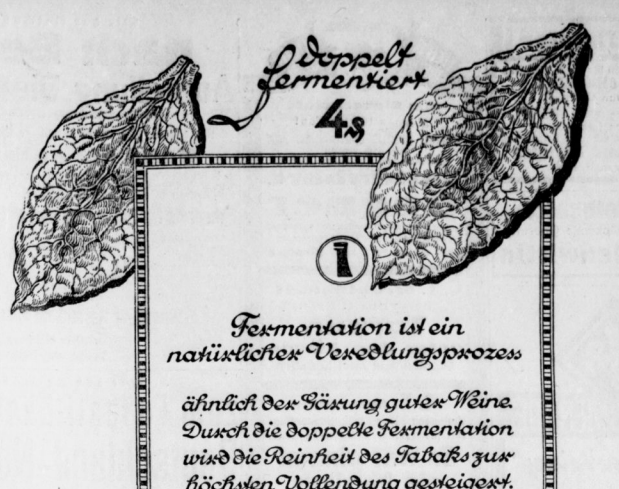 doppelt
fermentiert
4₰
1
Fermentation ist ein
natürlicher Veredlungsprozess
ähnlich der Gärung guter Weine.
Durch die doppelte Fermentation
wird die Reinheit des Tabaks zur
höchsten Vollendung gesteigert.